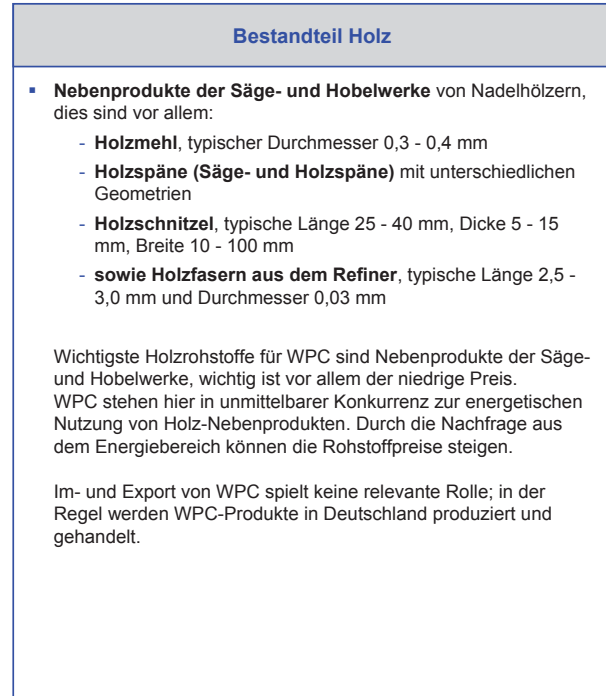 Bestandteil Holz
▪ Nebenprodukte der Säge- und Hobelwerke von Nadelhölzern,
dies sind vor allem:
- Holzmehl, typischer Durchmesser 0,3 - 0,4 mm
- Holzspäne (Säge- und Holzspäne) mit unterschiedlichen
Geometrien
- Holzschnitzel, typische Länge 25 - 40 mm, Dicke 5 - 15
mm, Breite 10 - 100 mm
- sowie Holzfasern aus dem Refiner, typische Länge 2,5 -
3,0 mm und Durchmesser 0,03 mm
Wichtigste Holzrohstoffe für WPC sind Nebenprodukte der Säge-
und Hobelwerke, wichtig ist vor allem der niedrige Preis.
WPC stehen hier in unmittelbarer Konkurrenz zur energetischen
Nutzung von Holz-Nebenprodukten. Durch die Nachfrage aus
dem Energiebereich können die Rohstoffpreise steigen.
Im- und Export von WPC spielt keine relevante Rolle; in der
Regel werden WPC-Produkte in Deutschland produziert und
gehandelt.